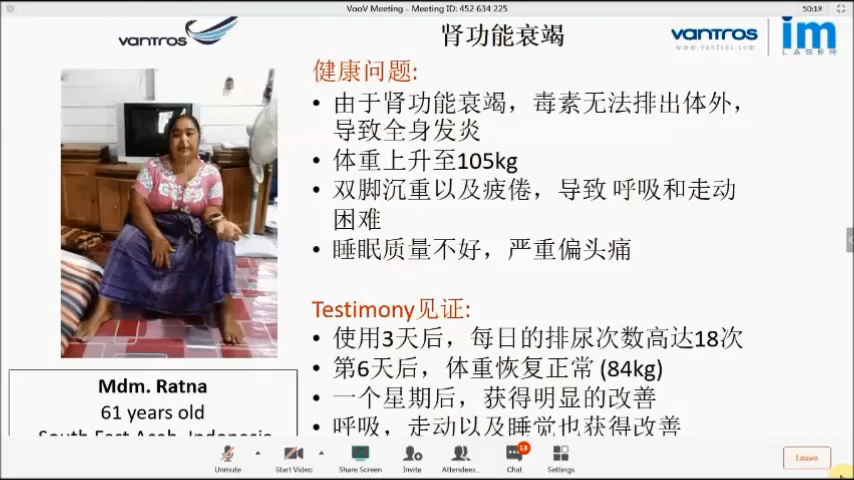 VooV Meeting - Meeting ID: 452 634 225
50:18
vantros
肾功能衰竭
vantros
www.vantros.com
im
LASER
健康问题:
• 由于肾功能衰竭，毒素无法排出体外，
导致全身发炎
• 体重上升至105kg
• 双脚沉重以及疲倦，导致 呼吸和走动
困难
• 睡眠质量不好，严重偏头痛
Testimony见证:
• 使用3天后，每日的排尿次数高达18次
• 第6天后，体重恢复正常 (84kg)
• 一个星期后，获得明显的改善
• 呼吸，走动以及睡觉也获得改善
Mdm. Ratna
61 years old
South East Aceh, Indonesia
Unmute
Start Video
Share Screen
Invite
Attendees...
13
Chat
Settings
Leave